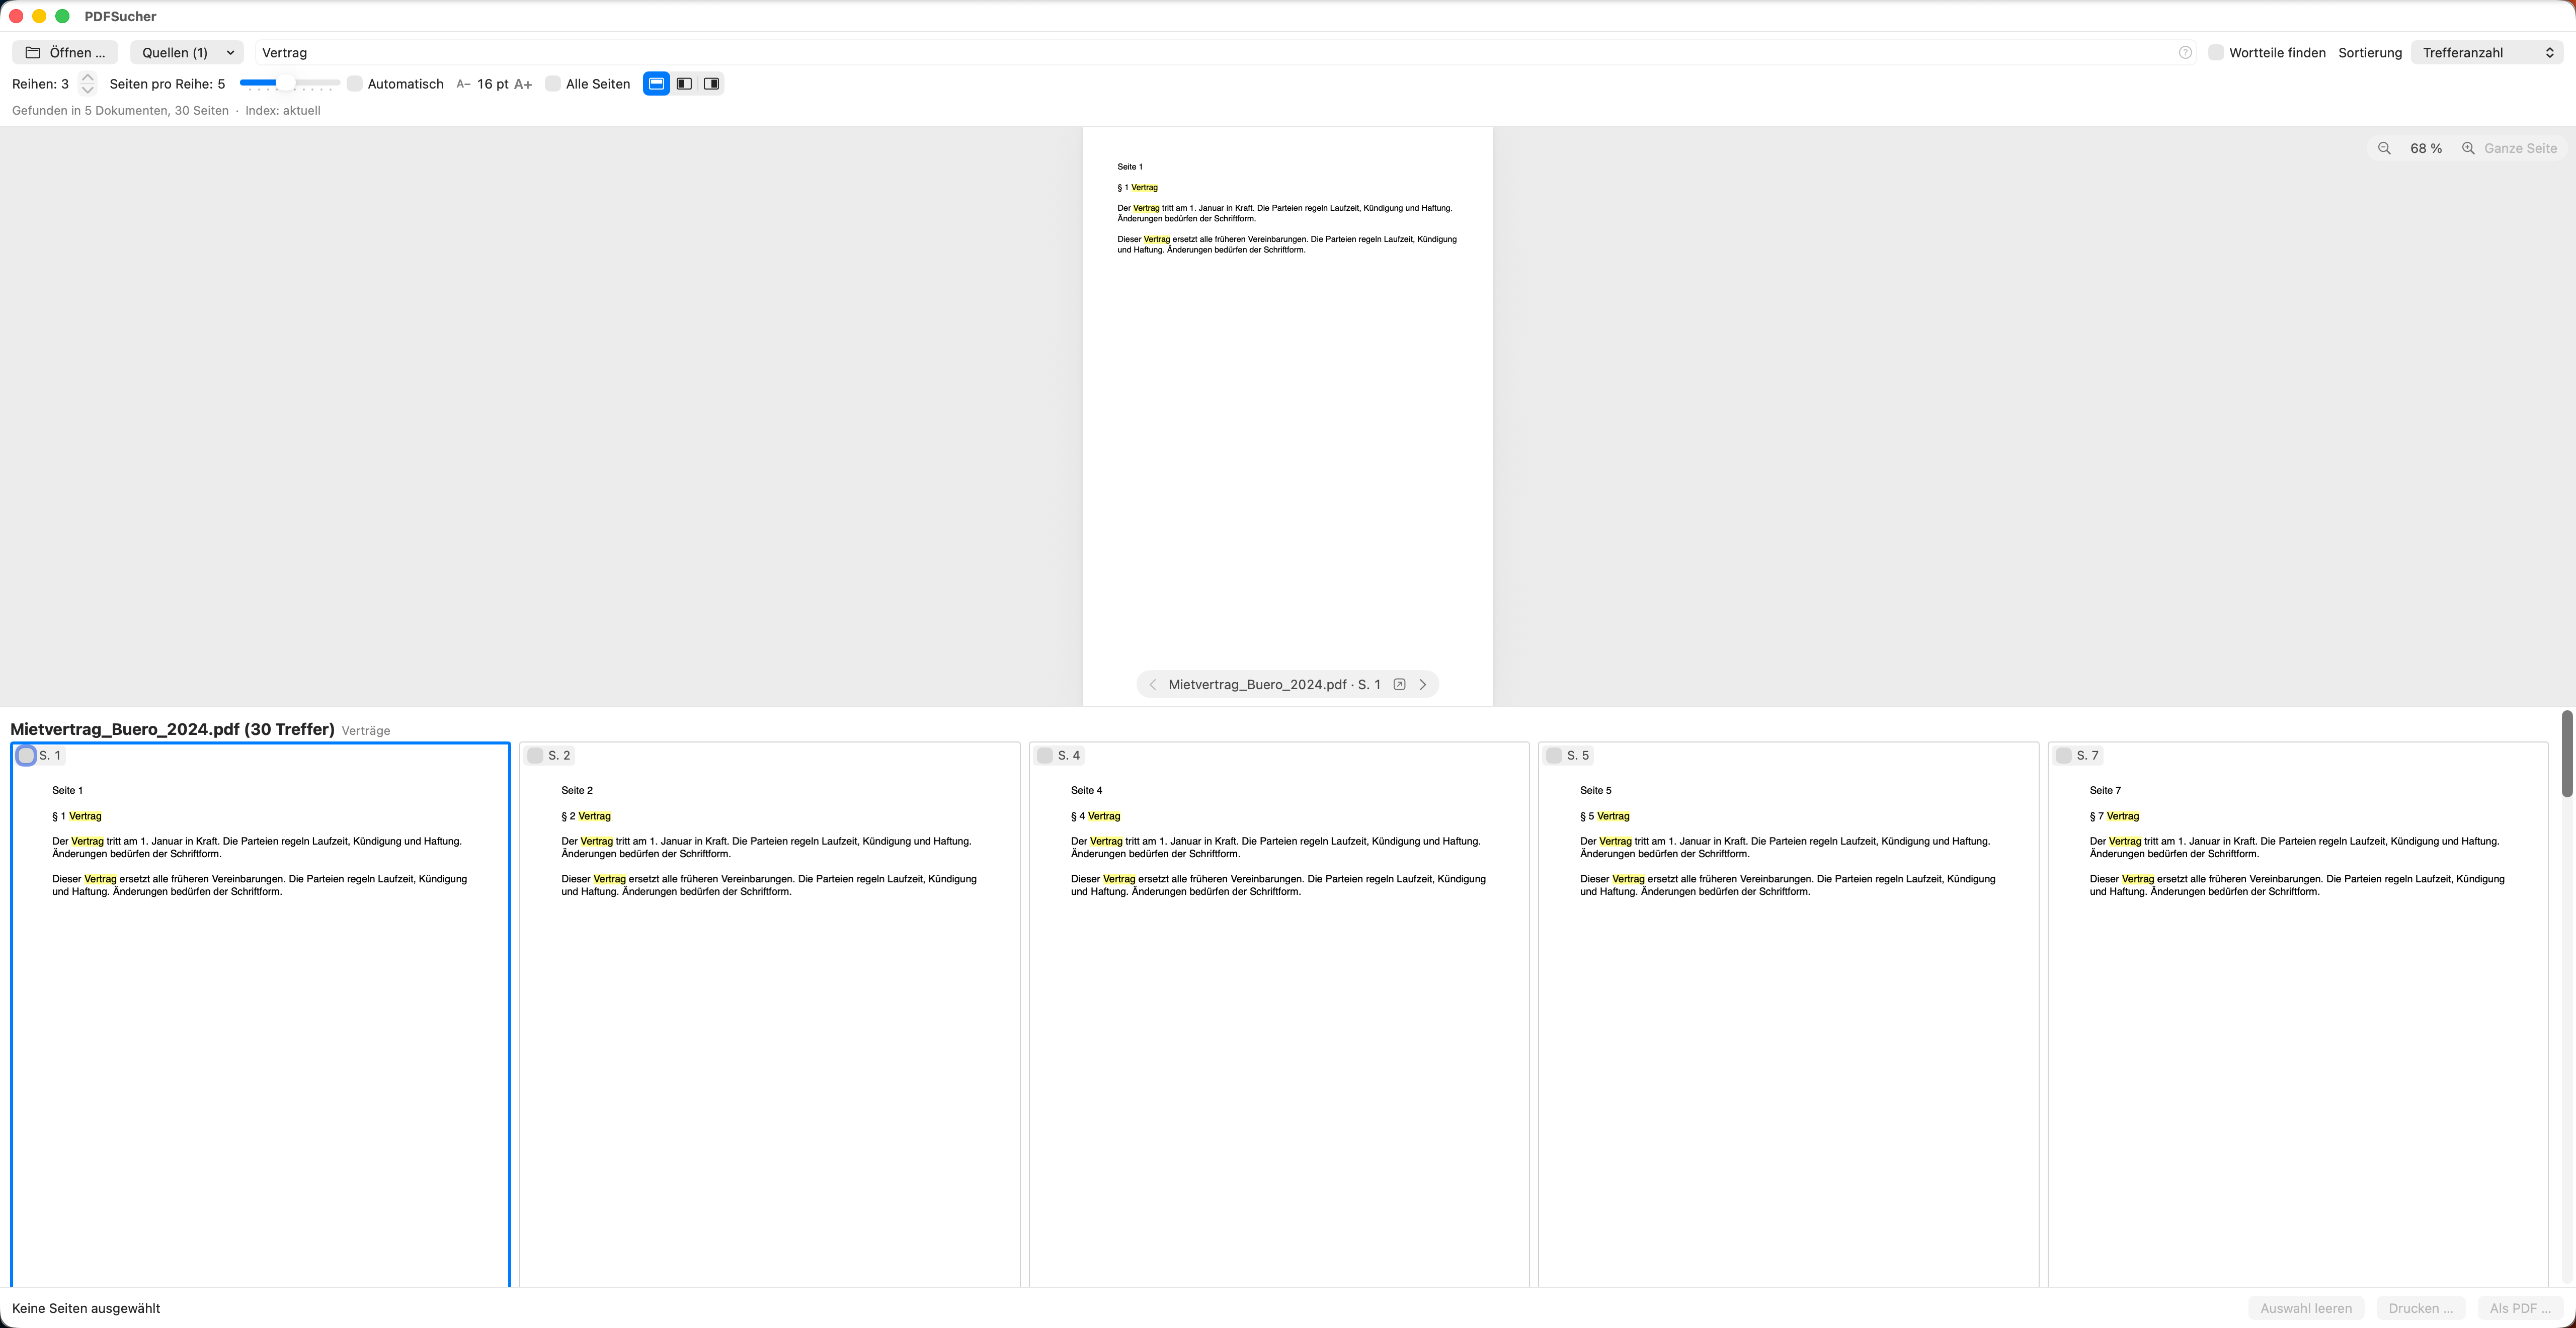 PDFSucher
Öffnen ... Quellen (1) Vertrag Wortteile finden Sortierung Trefferanzahl
Reihen: 3 Seiten pro Reihe: 5 Automatisch A− 16 pt A+ Alle Seiten
Gefunden in 5 Dokumenten, 30 Seiten · Index: aktuell
68 % Ganze Seite
Seite 1
§ 1 Vertrag
Der Vertrag tritt am 1. Januar in Kraft. Die Parteien regeln Laufzeit, Kündigung und Haftung.
Änderungen bedürfen der Schriftform.
Dieser Vertrag ersetzt alle früheren Vereinbarungen. Die Parteien regeln Laufzeit, Kündigung
und Haftung. Änderungen bedürfen der Schriftform.
Mietvertrag_Buero_2024.pdf · S. 1
Mietvertrag_Buero_2024.pdf (30 Treffer) Verträge
S. 1
Seite 1
§ 1 Vertrag
Der Vertrag tritt am 1. Januar in Kraft. Die Parteien regeln Laufzeit, Kündigung und Haftung.
Änderungen bedürfen der Schriftform.
Dieser Vertrag ersetzt alle früheren Vereinbarungen. Die Parteien regeln Laufzeit, Kündigung
und Haftung. Änderungen bedürfen der Schriftform.
S. 2
Seite 2
§ 2 Vertrag
Der Vertrag tritt am 1. Januar in Kraft. Die Parteien regeln Laufzeit, Kündigung und Haftung.
Änderungen bedürfen der Schriftform.
Dieser Vertrag ersetzt alle früheren Vereinbarungen. Die Parteien regeln Laufzeit, Kündigung
und Haftung. Änderungen bedürfen der Schriftform.
S. 4
Seite 4
§ 4 Vertrag
Der Vertrag tritt am 1. Januar in Kraft. Die Parteien regeln Laufzeit, Kündigung und Haftung.
Änderungen bedürfen der Schriftform.
Dieser Vertrag ersetzt alle früheren Vereinbarungen. Die Parteien regeln Laufzeit, Kündigung
und Haftung. Änderungen bedürfen der Schriftform.
S. 5
Seite 5
§ 5 Vertrag
Der Vertrag tritt am 1. Januar in Kraft. Die Parteien regeln Laufzeit, Kündigung und Haftung.
Änderungen bedürfen der Schriftform.
Dieser Vertrag ersetzt alle früheren Vereinbarungen. Die Parteien regeln Laufzeit, Kündigung
und Haftung. Änderungen bedürfen der Schriftform.
S. 7
Seite 7
§ 7 Vertrag
Der Vertrag tritt am 1. Januar in Kraft. Die Parteien regeln Laufzeit, Kündigung und Haftung.
Änderungen bedürfen der Schriftform.
Dieser Vertrag ersetzt alle früheren Vereinbarungen. Die Parteien regeln Laufzeit, Kündigung
und Haftung. Änderungen bedürfen der Schriftform.
Keine Seiten ausgewählt Auswahl leeren Drucken ... Als PDF ...